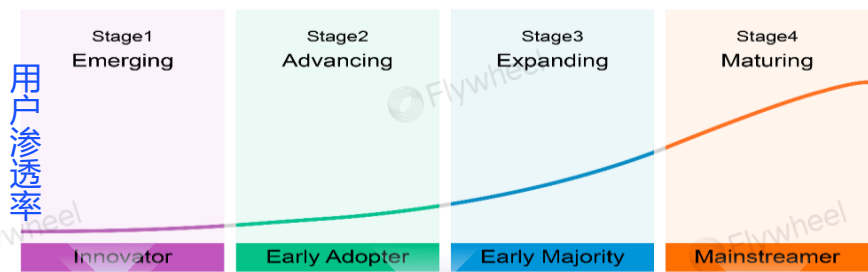 Stage1
Emerging
Stage2
Advancing
Stage3
Expanding
Stage4
Maturing
用户渗透率
Flywheel
Flywheel
wheel
Innovator
Early Adopter
Early Majority
Mainstreamer